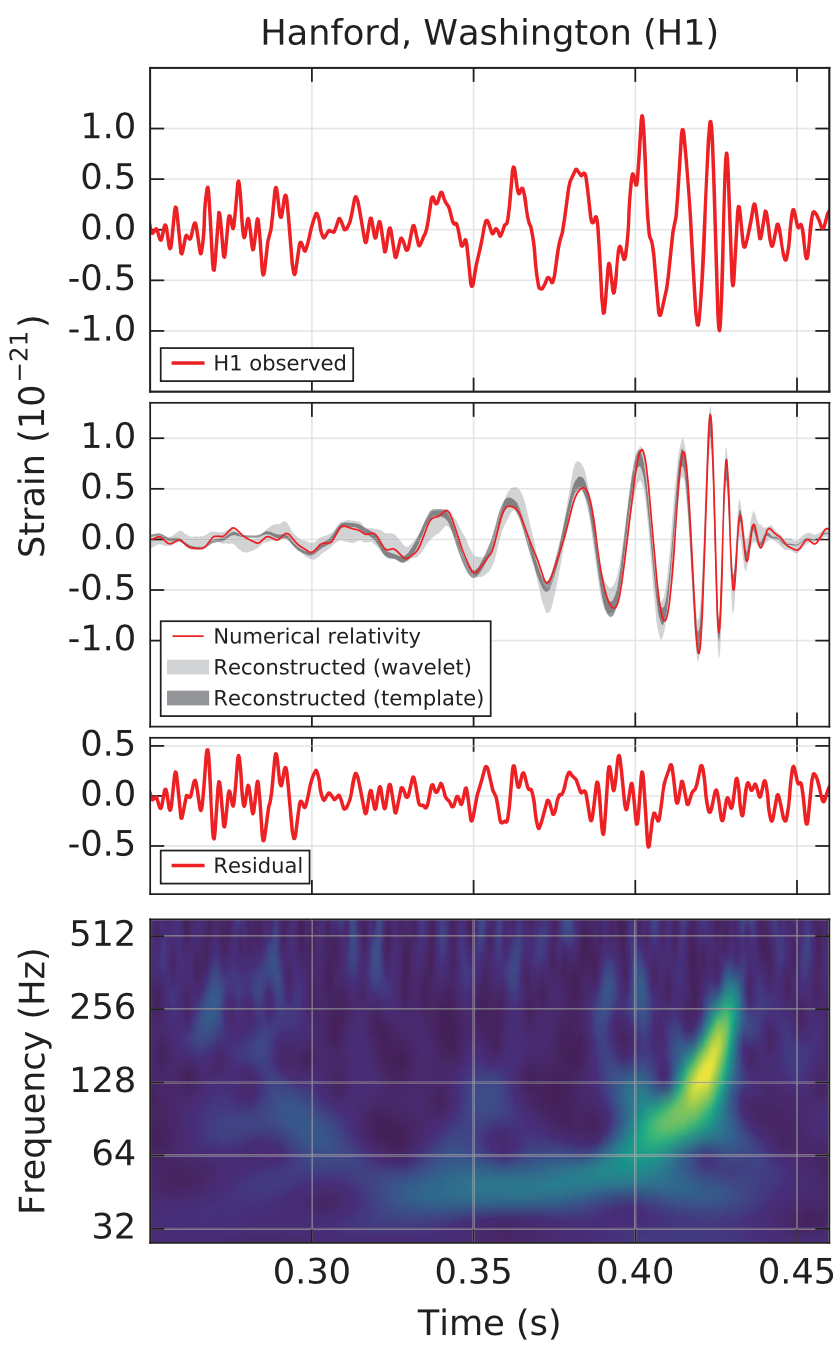 Hanford, Washington (H1)
1.0
0.5
0.0
-0.5
-1.0
H1 observed
Strain (10⁻²¹)
1.0
0.5
0.0
-0.5
-1.0
Numerical relativity
Reconstructed (wavelet)
Reconstructed (template)
0.5
0.0
-0.5
Residual
Frequency (Hz)
512
256
128
64
32
0.30 0.35 0.40 0.45
Time (s)